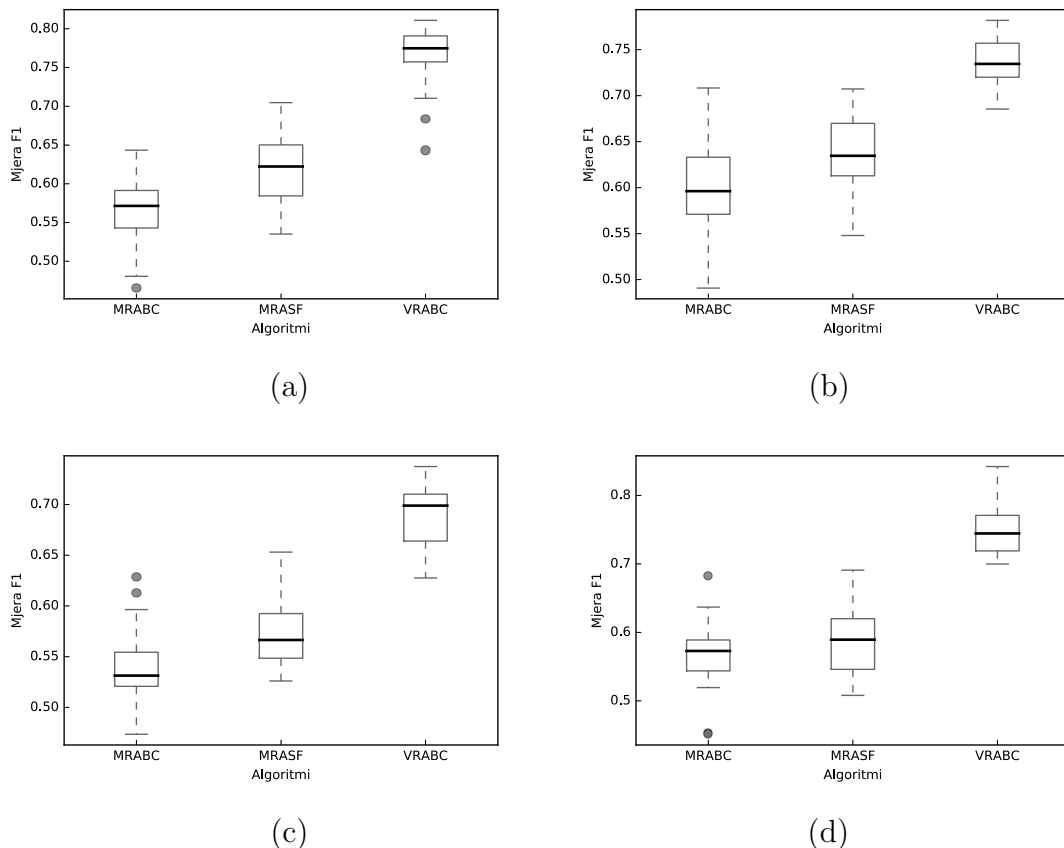 0.80
0.75
0.70
0.65
0.60
0.55
0.50
Mjera F1
MRABC MRASF VRABC
Algoritmi
(a)
0.75
0.70
0.65
0.60
0.55
0.50
Mjera F1
MRABC MRASF VRABC
Algoritmi
(b)
0.70
0.65
0.60
0.55
0.50
Mjera F1
MRABC MRASF VRABC
Algoritmi
(c)
0.8
0.7
0.6
0.5
Mjera F1
MRABC MRASF VRABC
Algoritmi
(d)